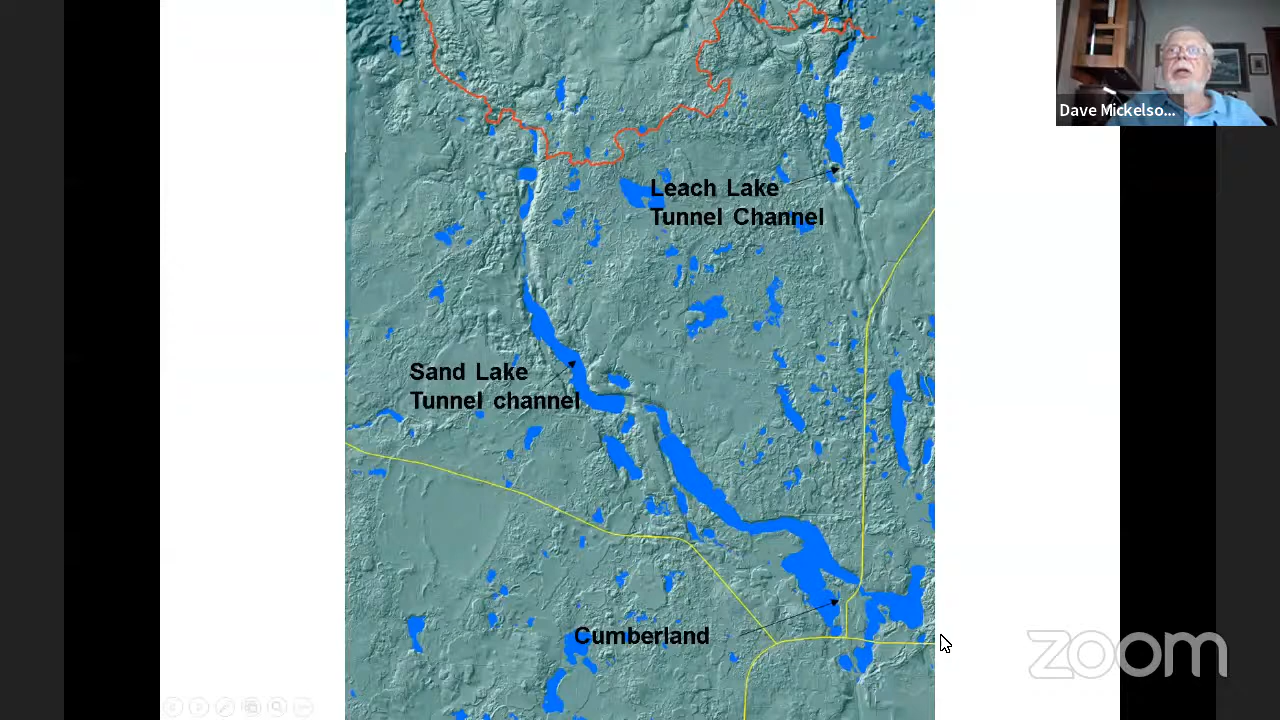 Dave Mickelso...
Leach Lake
Tunnel Channel
Sand Lake
Tunnel channel
Cumberland
zoom